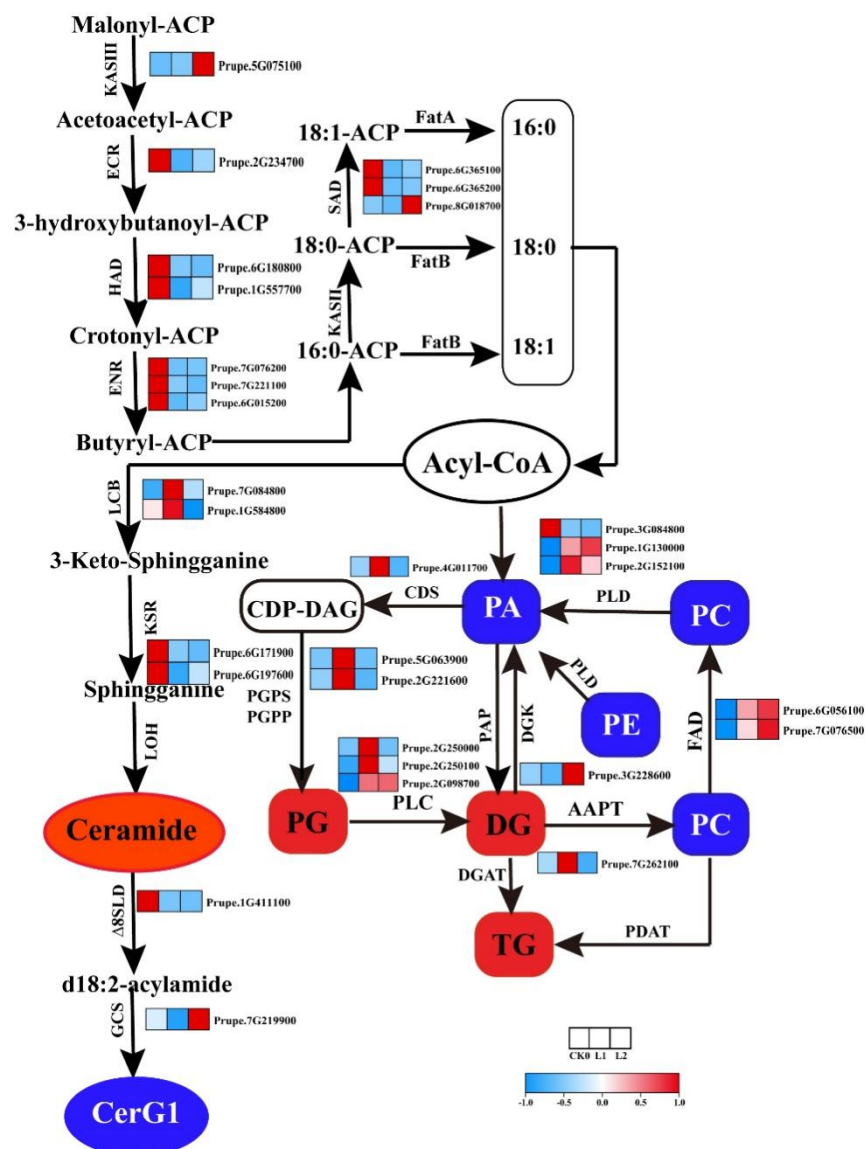 Malonyl-ACP
KASIII
Prupe.5G075100
Acetoacetyl-ACP
ECR
Prupe.2G234700
3-hydroxybutanoyl-ACP
HAD
Prupe.6G180800
Prupe.1G557700
Crotonyl-ACP
ENR
Prupe.7G076200
Prupe.7G221100
Prupe.6G015200
Butyryl-ACP
18:1-ACP
FatA
16:0
SAD
Prupe.6G365100
Prupe.6G365200
Prupe.8G018700
18:0-ACP
FatB
18:0
KASII
16:0-ACP
FatB
18:1
Acyl-CoA
LCB
Prupe.7G084800
Prupe.1G584800
3-Keto-Sphingganine
KSR
Prupe.6G171900
Prupe.6G197600
Sphingganine
LOH
Ceramide
Δ8SLD
Prupe.1G411100
d18:2-acylamide
GCS
Prupe.7G219900
CerG1
Prupe.3G084800
Prupe.1G130000
Prupe.2G152100
Prupe.4G011700
CDP-DAG
CDS
PA
PLD
PC
Prupe.5G063900
Prupe.2G221600
PGPS
PGPP
PAP
DGK
PLD
PE
FAD
Prupe.6G056100
Prupe.7G076500
Prupe.2G250000
Prupe.2G250100
Prupe.2G098700
Prupe.3G228600
PG
PLC
DG
AAPT
PC
DGAT
Prupe.7G262100
TG
PDAT
CK0 L1 L2
-1.0 -0.5 0.0 0.5 1.0